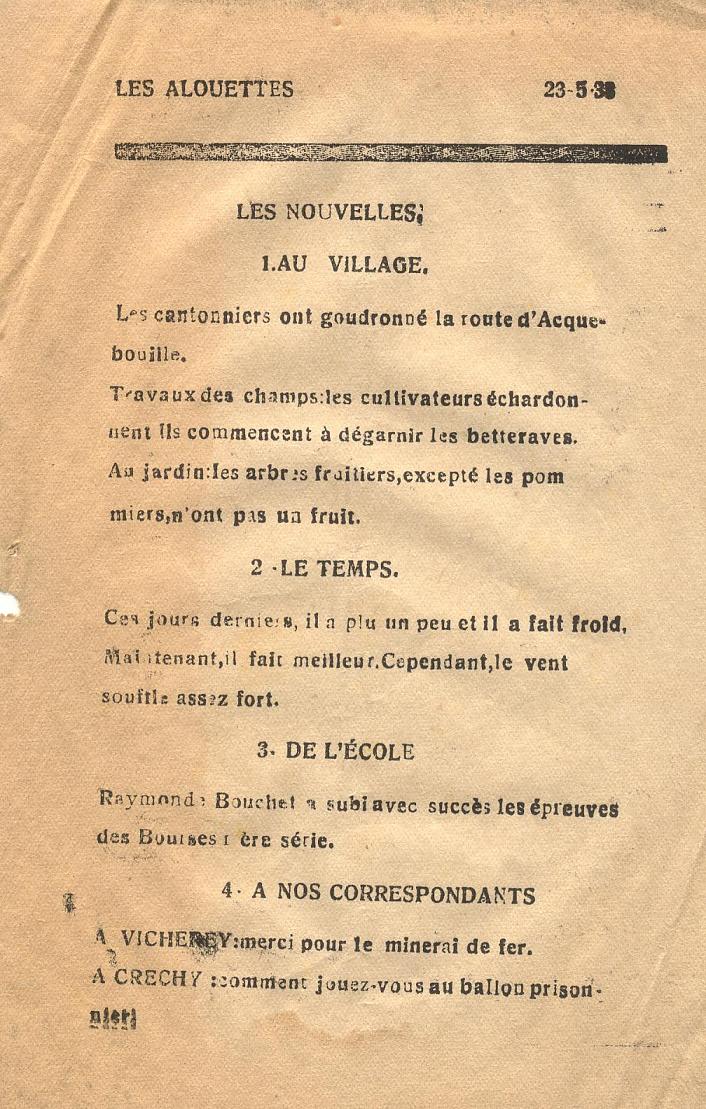 LES ALOUETTES 23-5-38
LES NOUVELLES;
1.AU VILLAGE.
Les cantonniers ont goudronné la route d'Acque-
bouille.
Travaux des champs:les cultivateurs échardon-
nent Ils commencent à dégarnir les betteraves.
Au jardin:les arbres fruitiers,excepté les pom
miers,n'ont pas un fruit.
2 -LE TEMPS.
Ces jours derniers, il a plu un peu et il a fait froid,
Maintenant,il fait meilleur.Cependant,le vent
souffle assez fort.
3- DE L'ÉCOLE
Raymonde Bouchet a subi avec succès les épreuves
des Bourses 1 ère série.
4- A NOS CORRESPONDANTS
A VICHEREY:merci pour le minerai de fer.
A CRECHY :comment jouez-vous au ballon prison-
nier